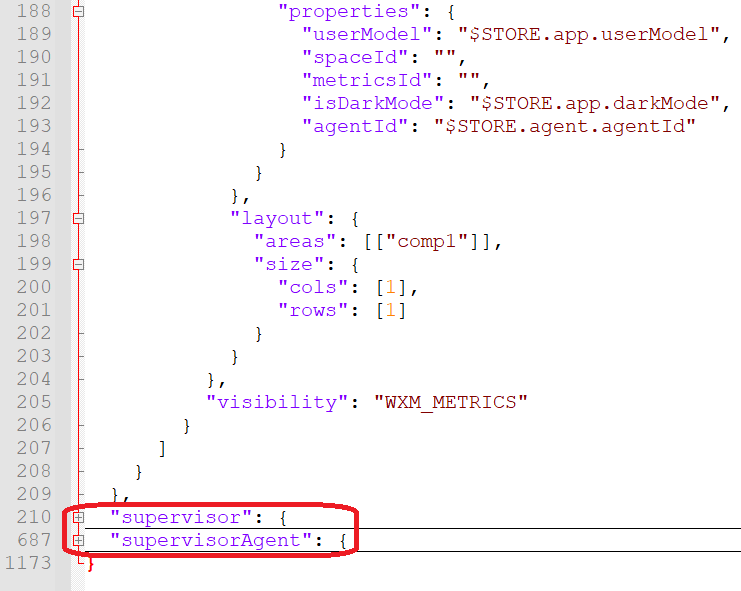 188 "properties": {
189 "userModel": "$STORE.app.userModel",
190 "spaceId": "",
191 "metricsId": "",
192 "isDarkMode": "$STORE.app.darkMode",
193 "agentId": "$STORE.agent.agentId"
194 }
195 }
196 },
197 "layout": {
198 "areas": [["comp1"]],
199 "size": {
200 "cols": [1],
201 "rows": [1]
202 }
203 }
204 },
205 "visibility": "WXM_METRICS"
206 }
207 ]
208 }
209 },
210 "supervisor": {
687 "supervisorAgent": {
1173 }